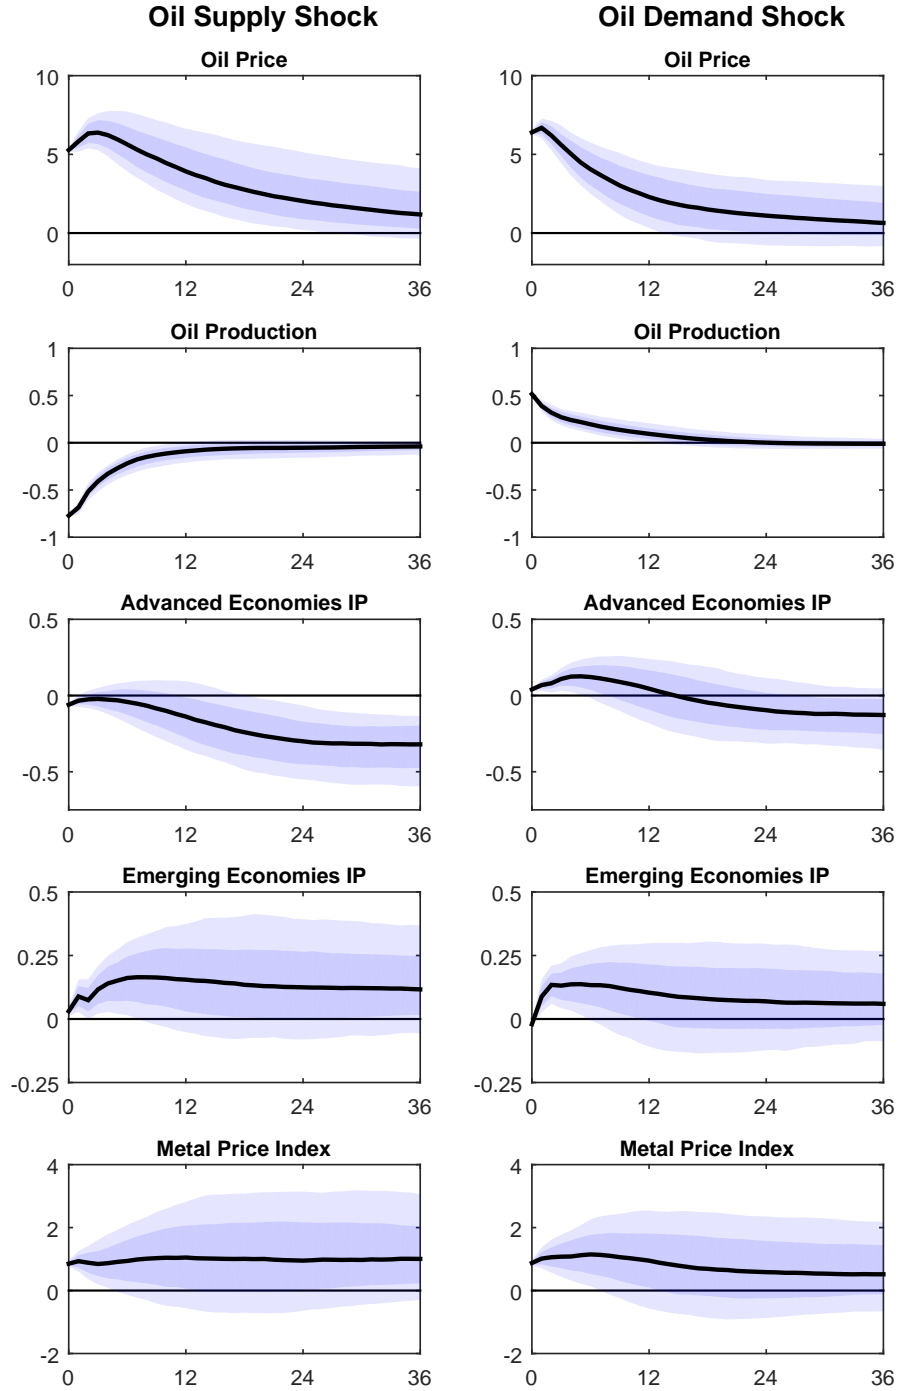 Oil Supply Shock
Oil Demand Shock
Oil Price
10
5
0
0 12 24 36
Oil Price
10
5
0
0 12 24 36
Oil Production
1
0.5
0
-0.5
-1
0 12 24 36
Oil Production
1
0.5
0
-0.5
-1
0 12 24 36
Advanced Economies IP
0.5
0
-0.5
0 12 24 36
Advanced Economies IP
0.5
0
-0.5
0 12 24 36
Emerging Economies IP
0.5
0.25
0
-0.25
0 12 24 36
Emerging Economies IP
0.5
0.25
0
-0.25
0 12 24 36
Metal Price Index
4
2
0
-2
0 12 24 36
Metal Price Index
4
2
0
-2
0 12 24 36